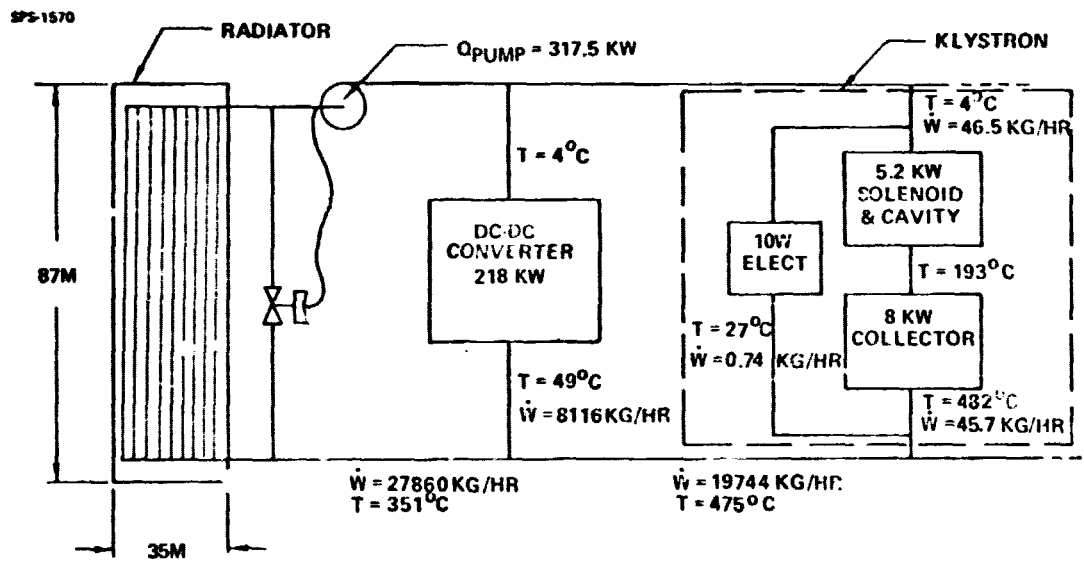 SPS-1570
RADIATOR
QPUMP = 317.5 KW
KLYSTRON
T = 4°C
Ẇ = 46.5 KG/HR
T = 4°C
5.2 KW
SOLENOID
& CAVITY
DC-DC
CONVERTER
218 KW
10W
ELECT
87M
T = 193°C
8 KW
COLLECTOR
T = 27°C
Ẇ = 0.74 KG/HR
T = 49°C
Ẇ = 8116 KG/HR
T = 482°C
Ẇ = 45.7 KG/HR
Ẇ = 27860 KG/HR
T = 351°C
Ẇ = 19744 KG/HR.
T = 475°C
35M